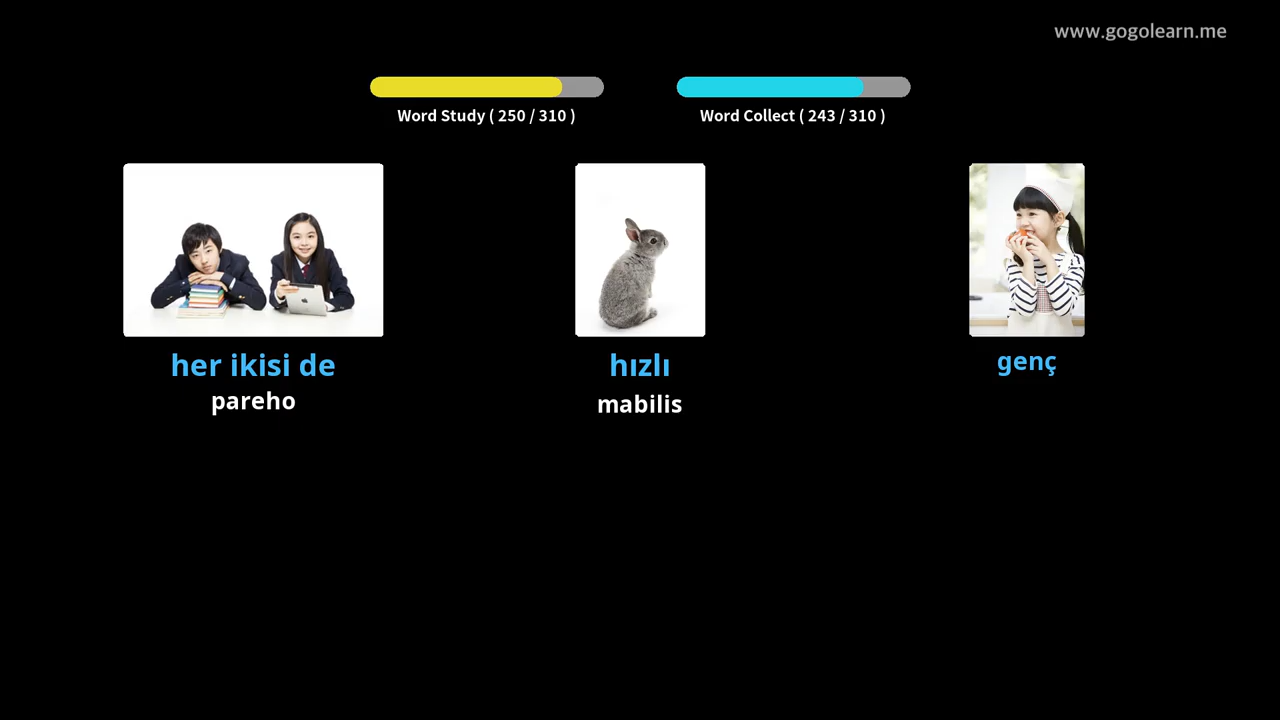 www.gogolearn.me
Word Study ( 250 / 310 )
Word Collect ( 243 / 310 )
her ikisi de
pareho
hızlı
mabilis
genç